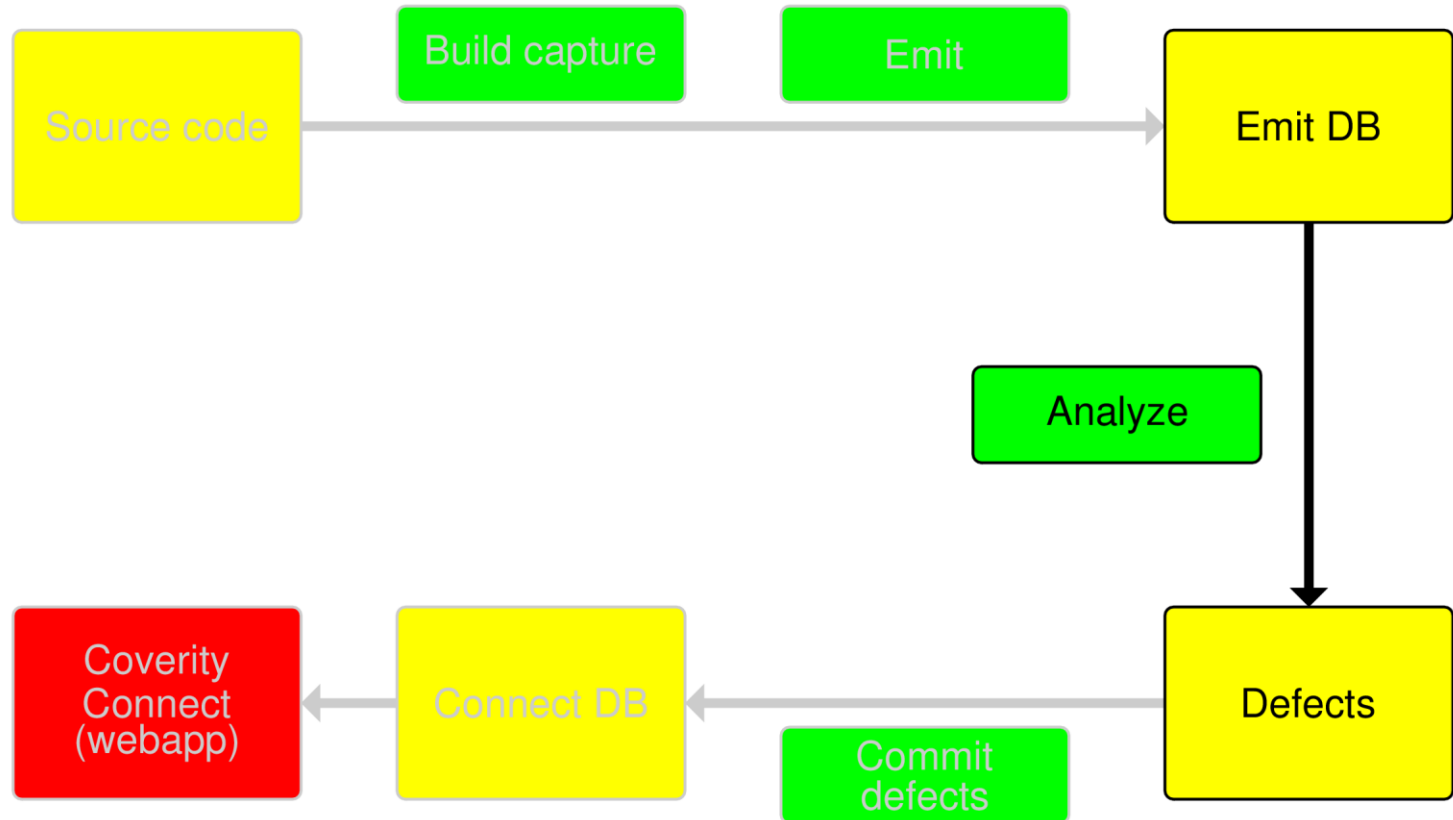 Build capture
Emit
Source code
Emit DB
Analyze
Coverity
Connect
(webapp)
Connect DB
Defects
Commit
defects